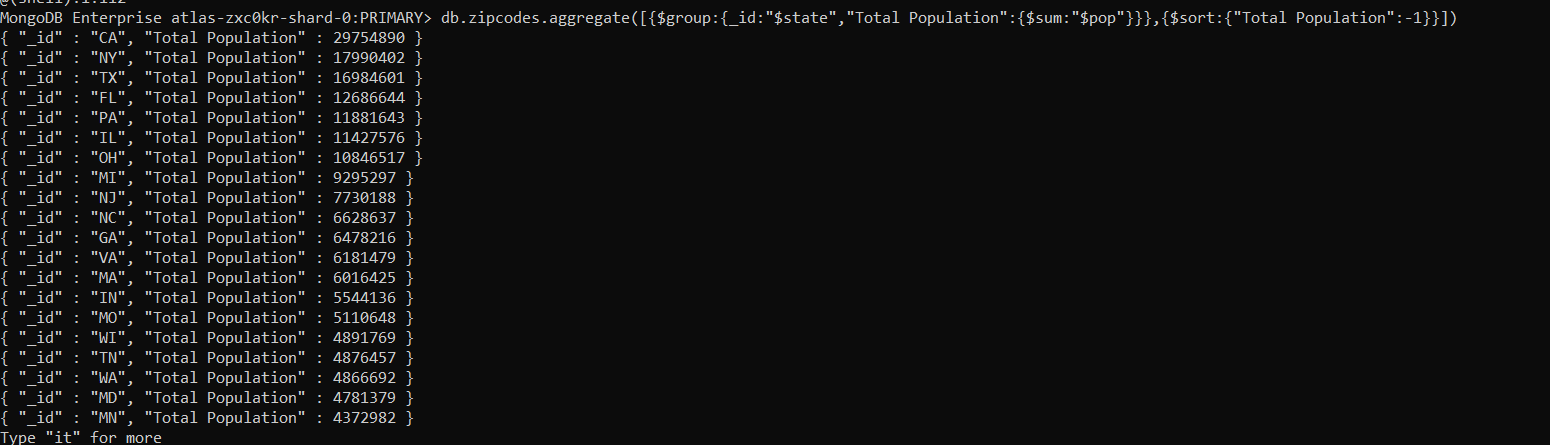 @(shell):1:112
MongoDB Enterprise atlas-zxc0kr-shard-0:PRIMARY> db.zipcodes.aggregate([{$group:{_id:"$state","Total Population":{$sum:"$pop"}}},{$sort:{"Total Population":-1}}])
{ "_id" : "CA", "Total Population" : 29754890 }
{ "_id" : "NY", "Total Population" : 17990402 }
{ "_id" : "TX", "Total Population" : 16984601 }
{ "_id" : "FL", "Total Population" : 12686644 }
{ "_id" : "PA", "Total Population" : 11881643 }
{ "_id" : "IL", "Total Population" : 11427576 }
{ "_id" : "OH", "Total Population" : 10846517 }
{ "_id" : "MI", "Total Population" : 9295297 }
{ "_id" : "NJ", "Total Population" : 7730188 }
{ "_id" : "NC", "Total Population" : 6628637 }
{ "_id" : "GA", "Total Population" : 6478216 }
{ "_id" : "VA", "Total Population" : 6181479 }
{ "_id" : "MA", "Total Population" : 6016425 }
{ "_id" : "IN", "Total Population" : 5544136 }
{ "_id" : "MO", "Total Population" : 5110648 }
{ "_id" : "WI", "Total Population" : 4891769 }
{ "_id" : "TN", "Total Population" : 4876457 }
{ "_id" : "WA", "Total Population" : 4866692 }
{ "_id" : "MD", "Total Population" : 4781379 }
{ "_id" : "MN", "Total Population" : 4372982 }
Type "it" for more